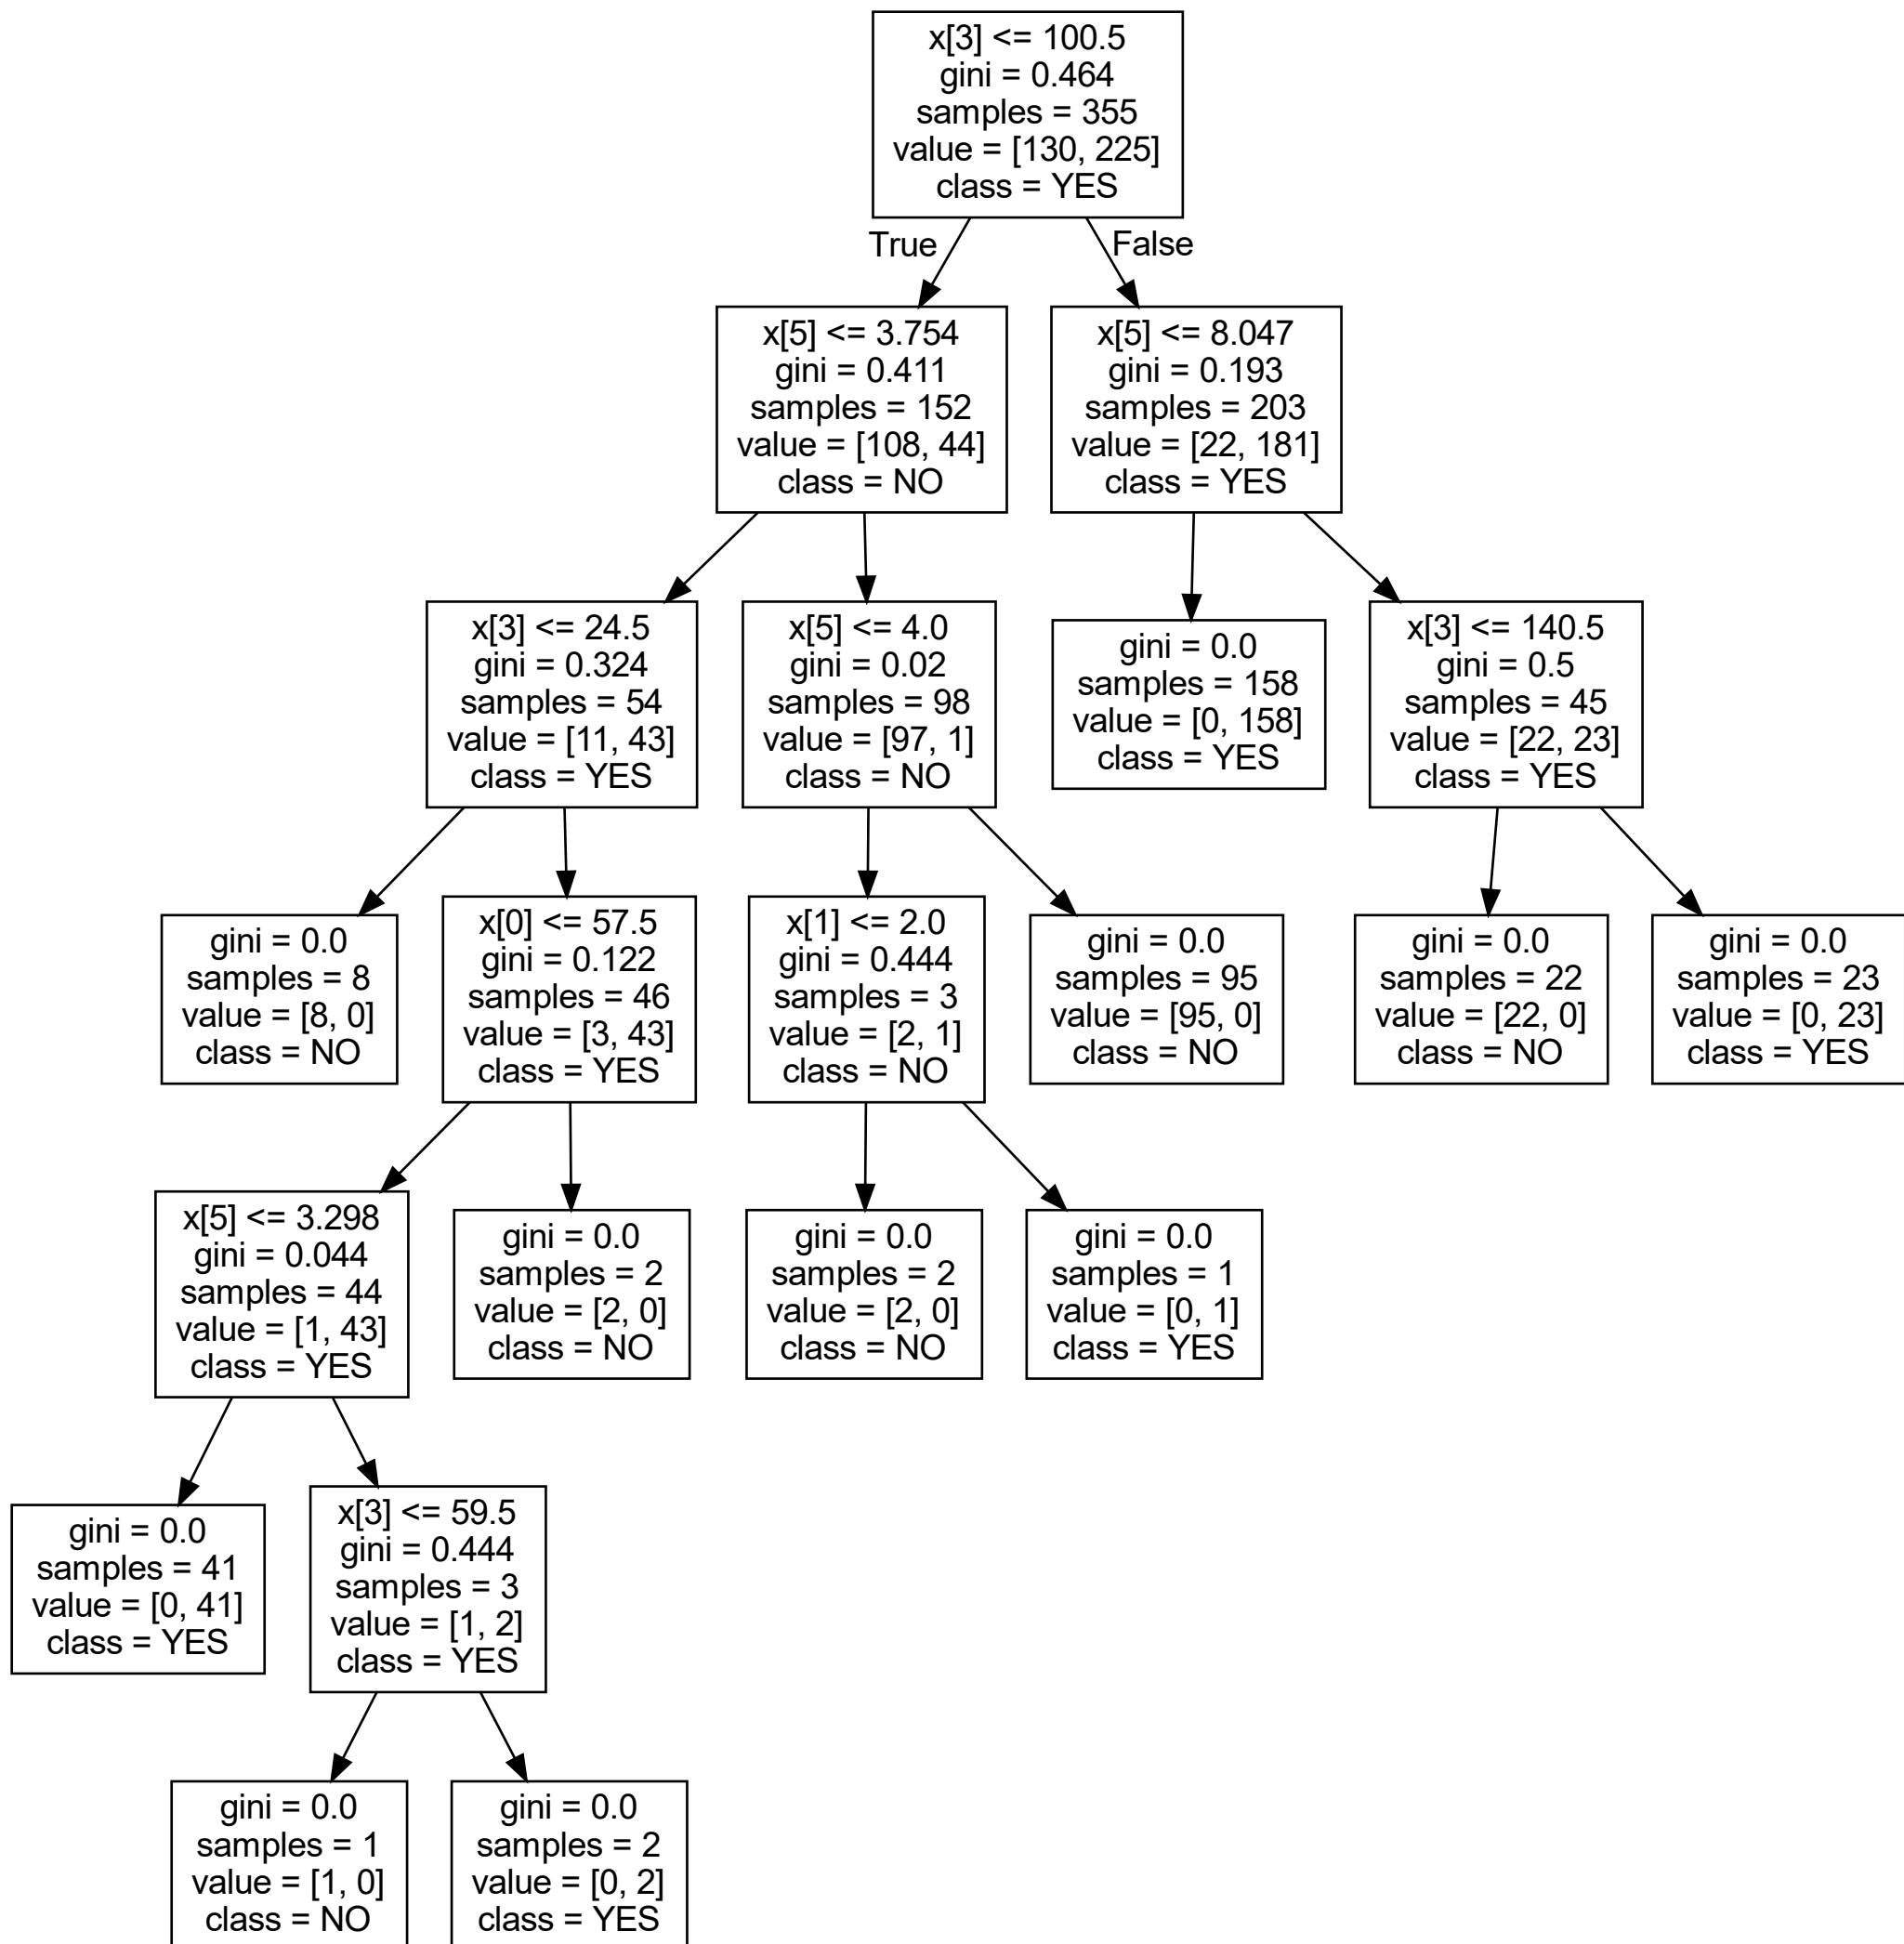 x[3] <= 100.5
gini = 0.464
samples = 355
value = [130, 225]
class = YES
True
False
x[5] <= 3.754
gini = 0.411
samples = 152
value = [108, 44]
class = NO
x[5] <= 8.047
gini = 0.193
samples = 203
value = [22, 181]
class = YES
x[3] <= 24.5
gini = 0.324
samples = 54
value = [11, 43]
class = YES
x[5] <= 4.0
gini = 0.02
samples = 98
value = [97, 1]
class = NO
gini = 0.0
samples = 158
value = [0, 158]
class = YES
x[3] <= 140.5
gini = 0.5
samples = 45
value = [22, 23]
class = YES
gini = 0.0
samples = 8
value = [8, 0]
class = NO
x[0] <= 57.5
gini = 0.122
samples = 46
value = [3, 43]
class = YES
x[1] <= 2.0
gini = 0.444
samples = 3
value = [2, 1]
class = NO
gini = 0.0
samples = 95
value = [95, 0]
class = NO
gini = 0.0
samples = 22
value = [22, 0]
class = NO
gini = 0.0
samples = 23
value = [0, 23]
class = YES
x[5] <= 3.298
gini = 0.044
samples = 44
value = [1, 43]
class = YES
gini = 0.0
samples = 2
value = [2, 0]
class = NO
gini = 0.0
samples = 2
value = [2, 0]
class = NO
gini = 0.0
samples = 1
value = [0, 1]
class = YES
gini = 0.0
samples = 41
value = [0, 41]
class = YES
x[3] <= 59.5
gini = 0.444
samples = 3
value = [1, 2]
class = YES
gini = 0.0
samples = 1
value = [1, 0]
class = NO
gini = 0.0
samples = 2
value = [0, 2]
class = YES